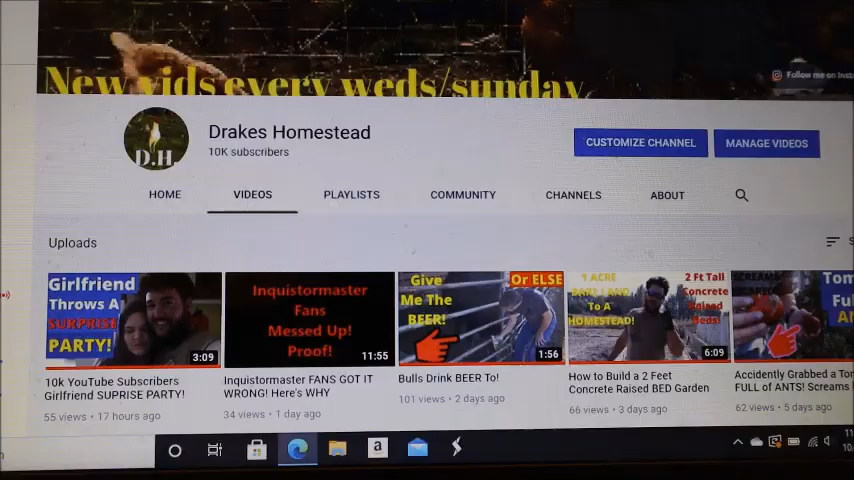 New vids every weds/sunday
Follow me on Inst
Drakes Homestead
10K subscribers
D.H
CUSTOMIZE CHANNEL
MANAGE VIDEOS
HOME
VIDEOS
PLAYLISTS
COMMUNITY
CHANNELS
ABOUT
Uploads
S
Girlfriend
Throws A
SURPRISE
PARTY!
3:09
Inquistormaster
Fans
Messed Up!
Proof!
11:55
Give
Me The
BEER!
Or ELSE
1:56
1 ACRE
To A
HOMESTEAD!
2 Ft Tall
Concrete
Raised
Beds!
6:09
Tom
Ful
AN
10k YouTube Subscribers
Girlfriend SUPRISE PARTY!
55 views • 17 hours ago
Inquistormaster FANS GOT IT
WRONG! Here's WHY
34 views • 1 day ago
Bulls Drink BEER To!
101 views • 2 days ago
How to Build a 2 Feet
Concrete Raised BED Garden
66 views • 3 days ago
Accidently Grabbed a Tor
FULL of ANTS! Screams
62 views • 5 days ago
a
11
10